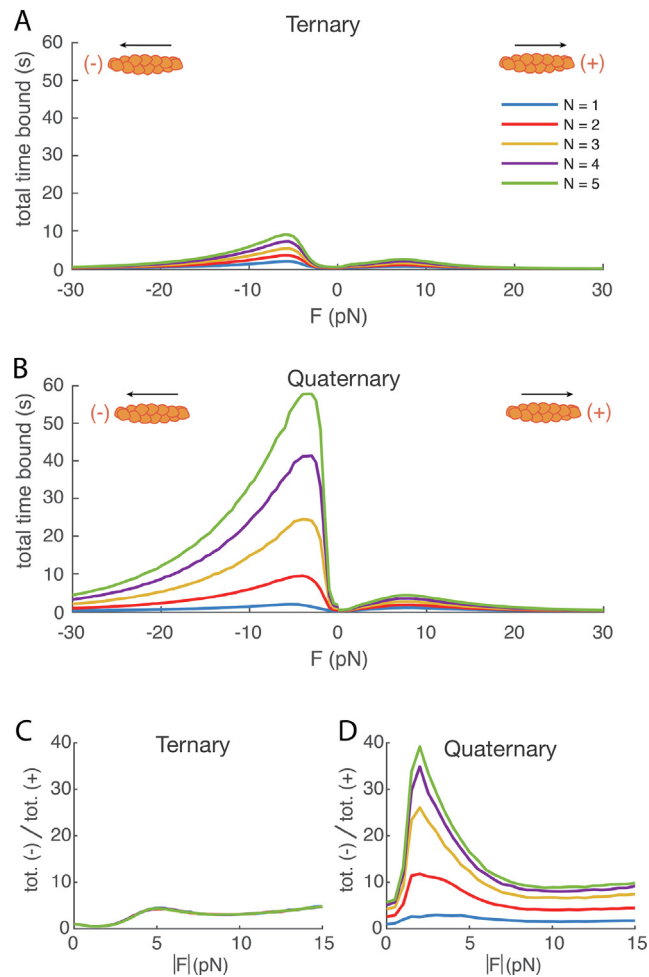 A
Ternary
total time bound (s)
60
50
40
30
20
10
0
(-)
(+)
N = 1
N = 2
N = 3
N = 4
N = 5
-30 -20 -10 0 10 20 30
F (pN)
B
Quaternary
total time bound (s)
60
50
40
30
20
10
0
(-)
(+)
-30 -20 -10 0 10 20 30
F (pN)
C
Ternary
tot. (-) / tot. (+)
40
30
20
10
0
0 5 10 15
|F|(pN)
D
Quaternary
tot. (-) / tot. (+)
40
30
20
10
0
0 5 10 15
|F|(pN)